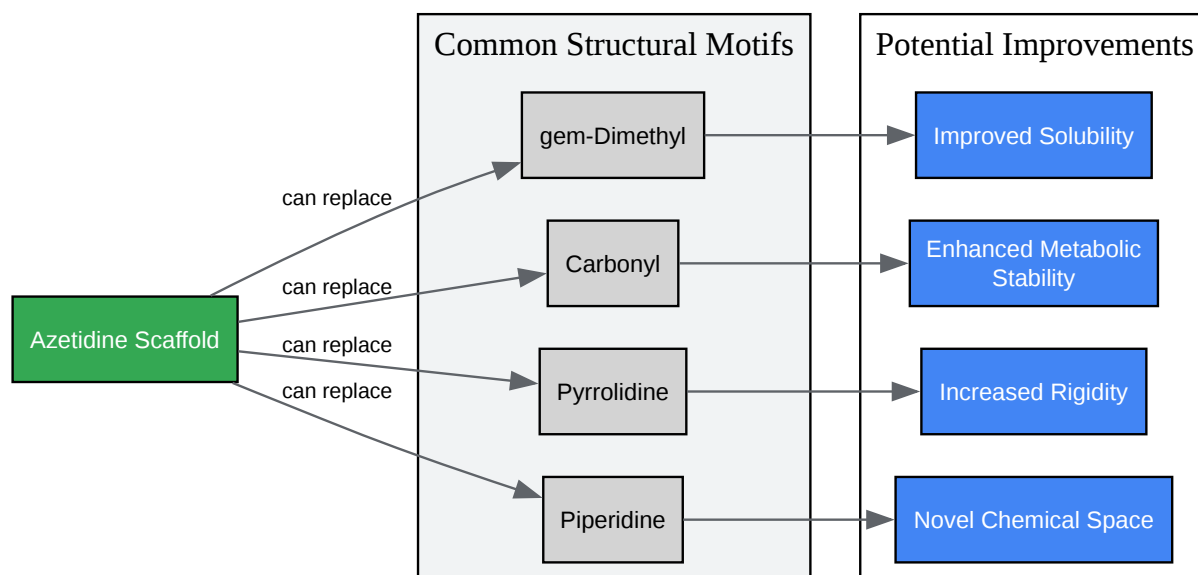 Common Structural Motifs
Potential Improvements
gem-Dimethyl
Improved Solubility
can replace
Carbonyl
Enhanced Metabolic
Stability
can replace
Azetidine Scaffold
can replace
Pyrrolidine
Increased Rigidity
can replace
Piperidine
Novel Chemical Space